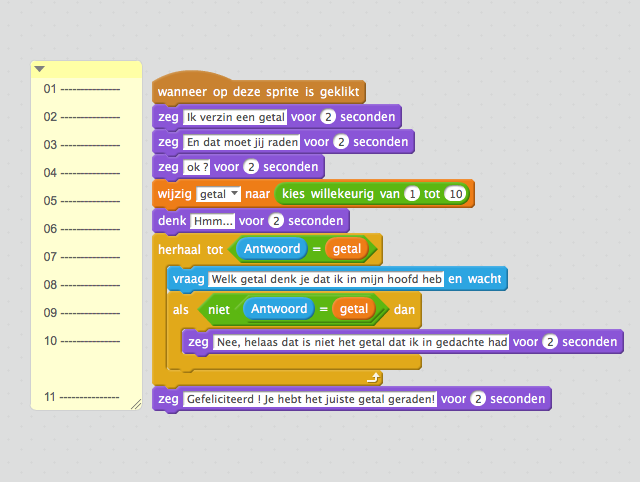 01 --------------- wanneer op deze sprite is geklikt
02 --------------- zeg Ik verzin een getal voor 2 seconden
03 --------------- zeg En dat moet jij raden voor 2 seconden
04 --------------- zeg ok ? voor 2 seconden
05 --------------- wijzig getal naar kies willekeurig van 1 tot 10
06 --------------- denk Hmm... voor 2 seconden
07 --------------- herhaal tot Antwoord = getal
08 --------------- vraag Welk getal denk je dat ik in mijn hoofd heb en wacht
09 --------------- als niet Antwoord = getal dan
10 --------------- zeg Nee, helaas dat is niet het getal dat ik in gedachte had voor 2 seconden
11 --------------- zeg Gefeliciteerd ! Je hebt het juiste getal geraden! voor 2 seconden